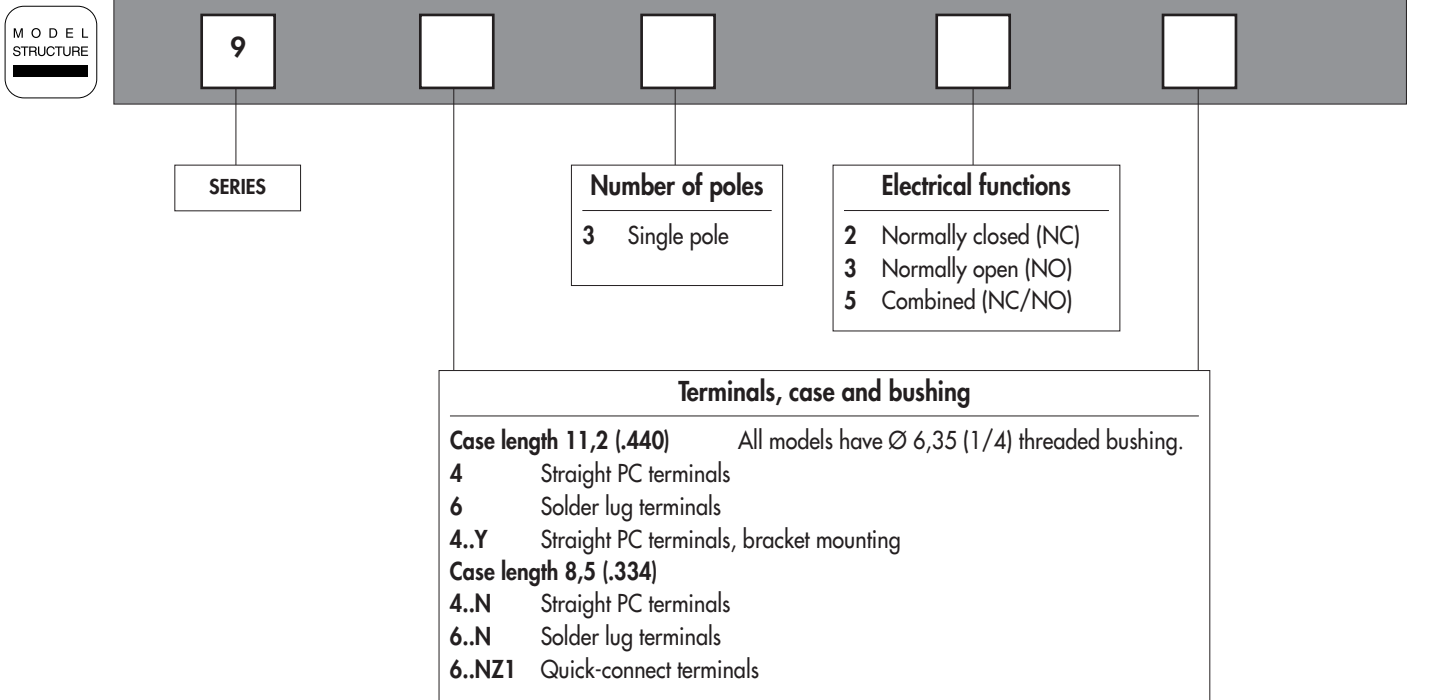 M O D E L
STRUCTURE
9
SERIES
Number of poles
3 Single pole
Electrical functions
2 Normally closed (NC)
3 Normally open (NO)
5 Combined (NC/NO)
Terminals, case and bushing
Case length 11,2 (.440) All models have Ø 6,35 (1/4) threaded bushing.
4 Straight PC terminals
6 Solder lug terminals
4..Y Straight PC terminals, bracket mounting
Case length 8,5 (.334)
4..N Straight PC terminals
6..N Solder lug terminals
6..NZ1 Quick-connect terminals